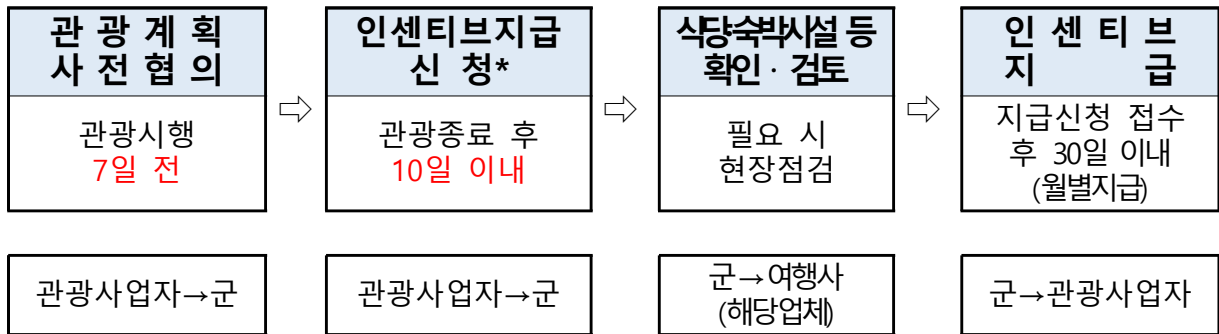 관 광 계 획
사 전 협 의
관광시행
7일 전
⇨
인센티브지급
신 청*
관광종료 후
10일 이내
⇨
식당·숙박시설 등
확인 · 검토
필요 시
현장점검
⇨
인 센 티 브
지 급
지급신청 접수
후 30일 이내
(월별지급)
관광사업자→군
관광사업자→군
군→여행사
(해당업체)
군→관광사업자